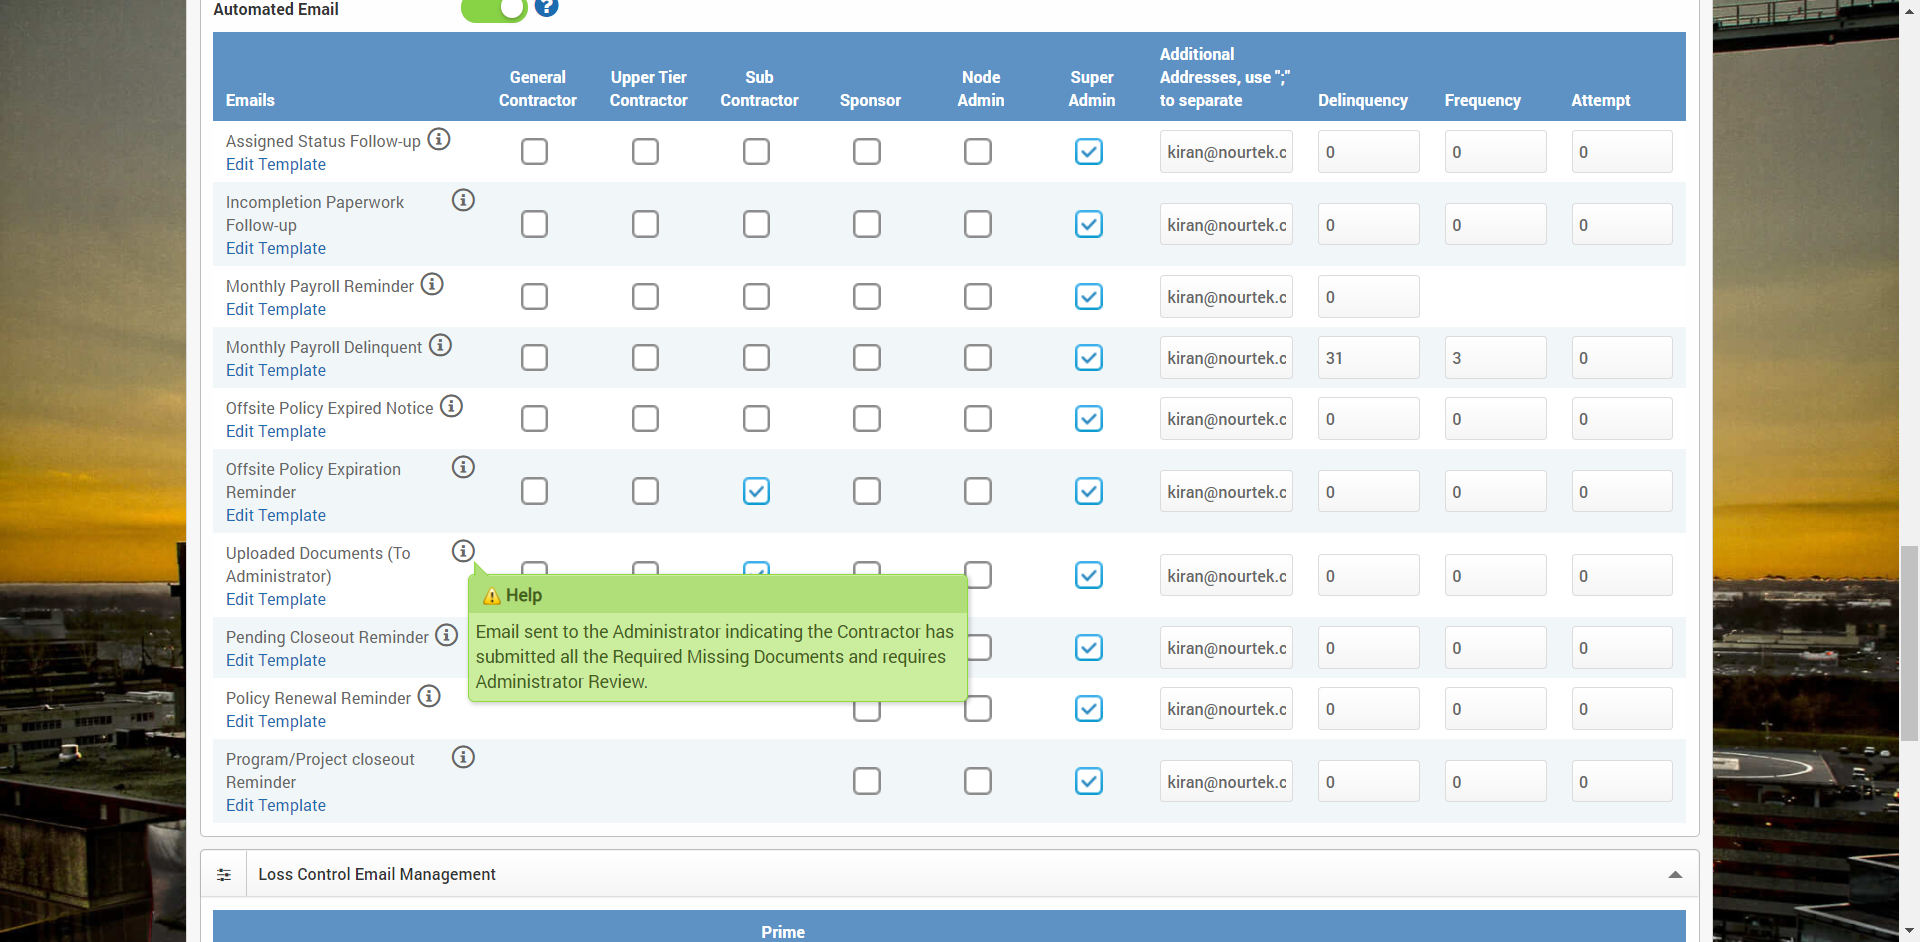 Automated Email
?
Emails
General Contractor
Upper Tier Contractor
Sub Contractor
Sponsor
Node Admin
Super Admin
Additional Addresses, use ";" to separate
Delinquency
Frequency
Attempt
Assigned Status Follow-up
Edit Template
kiran@nourtek.c
0
0
0
Incompletion Paperwork
Follow-up
Edit Template
kiran@nourtek.c
0
0
0
Monthly Payroll Reminder
Edit Template
kiran@nourtek.c
0
Monthly Payroll Delinquent
Edit Template
kiran@nourtek.c
31
3
0
Offsite Policy Expired Notice
Edit Template
kiran@nourtek.c
0
0
0
Offsite Policy Expiration
Reminder
Edit Template
kiran@nourtek.c
0
0
0
Uploaded Documents (To
Administrator)
Edit Template
kiran@nourtek.c
0
0
0
Help
Email sent to the Administrator indicating the Contractor has
submitted all the Required Missing Documents and requires
Administrator Review.
Pending Closeout Reminder
Edit Template
kiran@nourtek.c
0
0
0
Policy Renewal Reminder
Edit Template
kiran@nourtek.c
0
0
0
Program/Project closeout
Reminder
Edit Template
kiran@nourtek.c
0
0
0
Loss Control Email Management
Prime